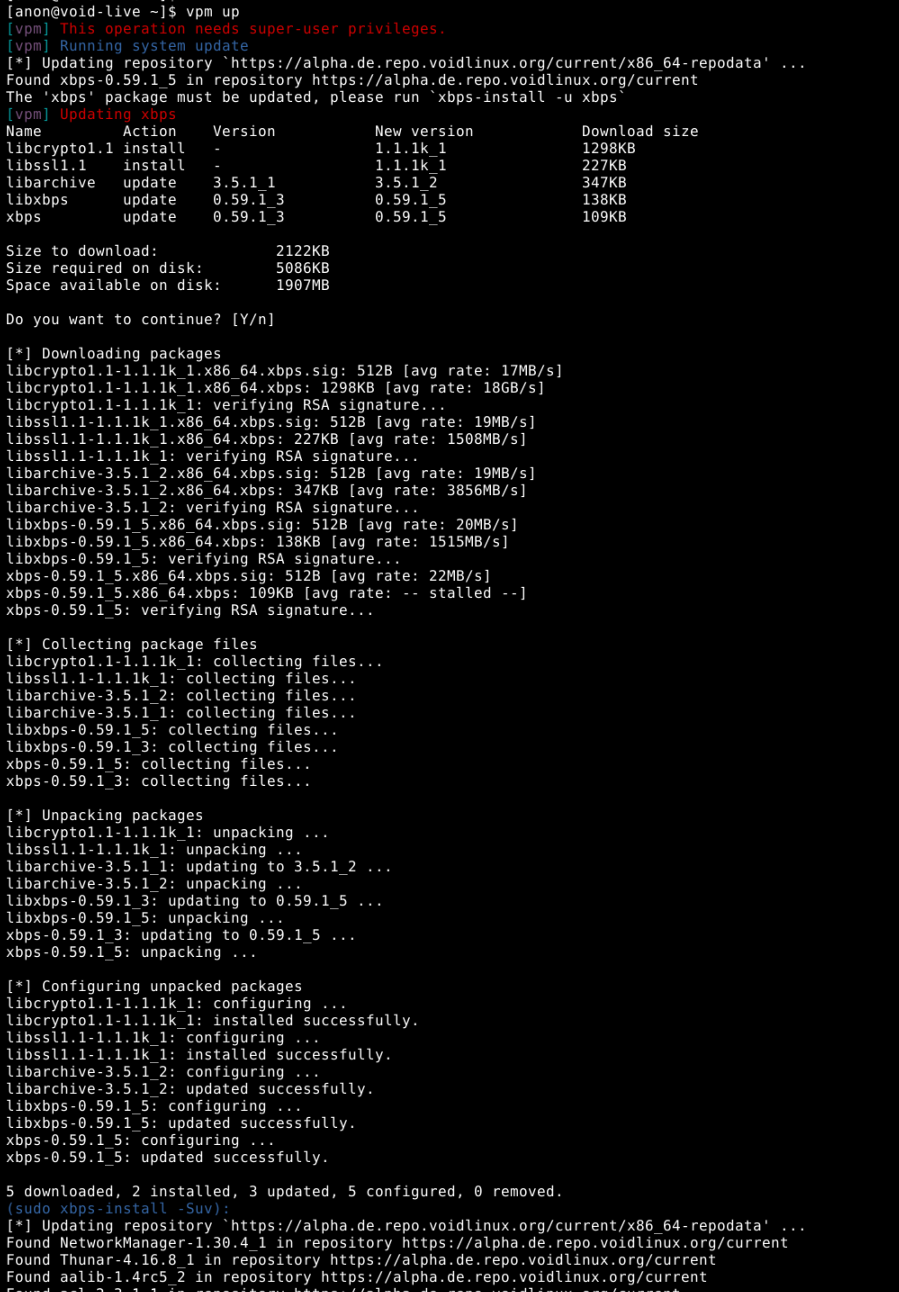 [anon@void-live ~]$ vpm up
[vpm] This operation needs super-user privileges.
[vpm] Running system update
[*] Updating repository `https://alpha.de.repo.voidlinux.org/current/x86_64-repodata' ...
Found xbps-0.59.1_5 in repository https://alpha.de.repo.voidlinux.org/current
The 'xbps' package must be updated, please run `xbps-install -u xbps`
[vpm] Updating xbps
Name Action Version New version Download size
libcrypto1.1 install - 1.1.1k_1 1298KB
libssl1.1 install - 1.1.1k_1 227KB
libarchive update 3.5.1_1 3.5.1_2 347KB
libxbps update 0.59.1_3 0.59.1_5 138KB
xbps update 0.59.1_3 0.59.1_5 109KB
Size to download: 2122KB
Size required on disk: 5086KB
Space available on disk: 1907MB
Do you want to continue? [Y/n]
[*] Downloading packages
libcrypto1.1-1.1.1k_1.x86_64.xbps.sig: 512B [avg rate: 17MB/s]
libcrypto1.1-1.1.1k_1.x86_64.xbps: 1298KB [avg rate: 18GB/s]
libcrypto1.1-1.1.1k_1: verifying RSA signature...
libssl1.1-1.1.1k_1.x86_64.xbps.sig: 512B [avg rate: 19MB/s]
libssl1.1-1.1.1k_1.x86_64.xbps: 227KB [avg rate: 1508MB/s]
libssl1.1-1.1.1k_1: verifying RSA signature...
libarchive-3.5.1_2.x86_64.xbps.sig: 512B [avg rate: 19MB/s]
libarchive-3.5.1_2.x86_64.xbps: 347KB [avg rate: 3856MB/s]
libarchive-3.5.1_2: verifying RSA signature...
libxbps-0.59.1_5.x86_64.xbps.sig: 512B [avg rate: 20MB/s]
libxbps-0.59.1_5.x86_64.xbps: 138KB [avg rate: 1515MB/s]
libxbps-0.59.1_5: verifying RSA signature...
xbps-0.59.1_5.x86_64.xbps.sig: 512B [avg rate: 22MB/s]
xbps-0.59.1_5.x86_64.xbps: 109KB [avg rate: -- stalled --]
xbps-0.59.1_5: verifying RSA signature...
[*] Collecting package files
libcrypto1.1-1.1.1k_1: collecting files...
libssl1.1-1.1.1k_1: collecting files...
libarchive-3.5.1_2: collecting files...
libarchive-3.5.1_1: collecting files...
libxbps-0.59.1_5: collecting files...
libxbps-0.59.1_3: collecting files...
xbps-0.59.1_5: collecting files...
xbps-0.59.1_3: collecting files...
[*] Unpacking packages
libcrypto1.1-1.1.1k_1: unpacking ...
libssl1.1-1.1.1k_1: unpacking ...
libarchive-3.5.1_1: updating to 3.5.1_2 ...
libarchive-3.5.1_2: unpacking ...
libxbps-0.59.1_3: updating to 0.59.1_5 ...
libxbps-0.59.1_5: unpacking ...
xbps-0.59.1_3: updating to 0.59.1_5 ...
xbps-0.59.1_5: unpacking ...
[*] Configuring unpacked packages
libcrypto1.1-1.1.1k_1: configuring ...
libcrypto1.1-1.1.1k_1: installed successfully.
libssl1.1-1.1.1k_1: configuring ...
libssl1.1-1.1.1k_1: installed successfully.
libarchive-3.5.1_2: configuring ...
libarchive-3.5.1_2: updated successfully.
libxbps-0.59.1_5: configuring ...
libxbps-0.59.1_5: updated successfully.
xbps-0.59.1_5: configuring ...
xbps-0.59.1_5: updated successfully.
5 downloaded, 2 installed, 3 updated, 5 configured, 0 removed.
(sudo xbps-install -Suv):
[*] Updating repository `https://alpha.de.repo.voidlinux.org/current/x86_64-repodata' ...
Found NetworkManager-1.30.4_1 in repository https://alpha.de.repo.voidlinux.org/current
Found Thunar-4.16.8_1 in repository https://alpha.de.repo.voidlinux.org/current
Found aalib-1.4rc5_2 in repository https://alpha.de.repo.voidlinux.org/current